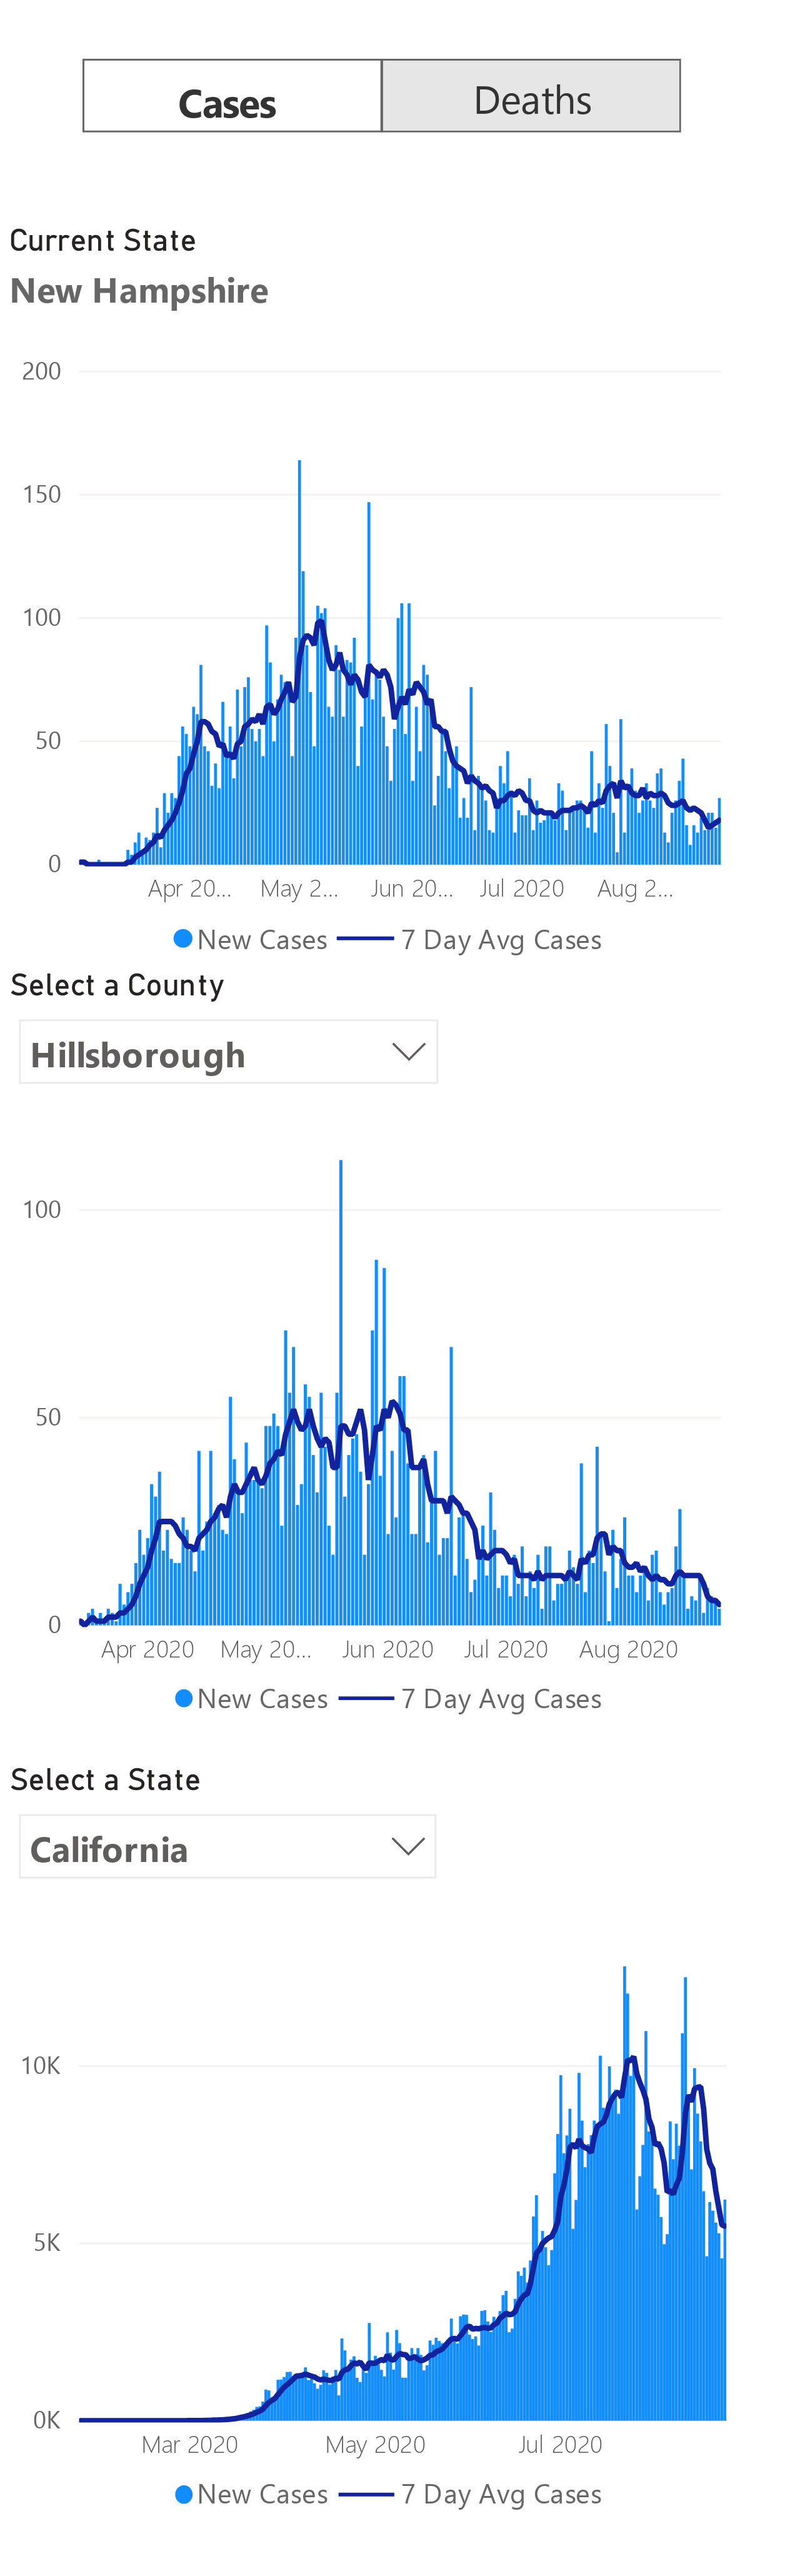 Cases Deaths
Current State
New Hampshire
200
150
100
50
0
Apr 20... May 2... Jun 20... Jul 2020 Aug 2...
New Cases 7 Day Avg Cases
Select a County
Hillsborough
100
50
0
Apr 2020 May 20... Jun 2020 Jul 2020 Aug 2020
New Cases 7 Day Avg Cases
Select a State
California
10K
5K
0K
Mar 2020 May 2020 Jul 2020
New Cases 7 Day Avg Cases